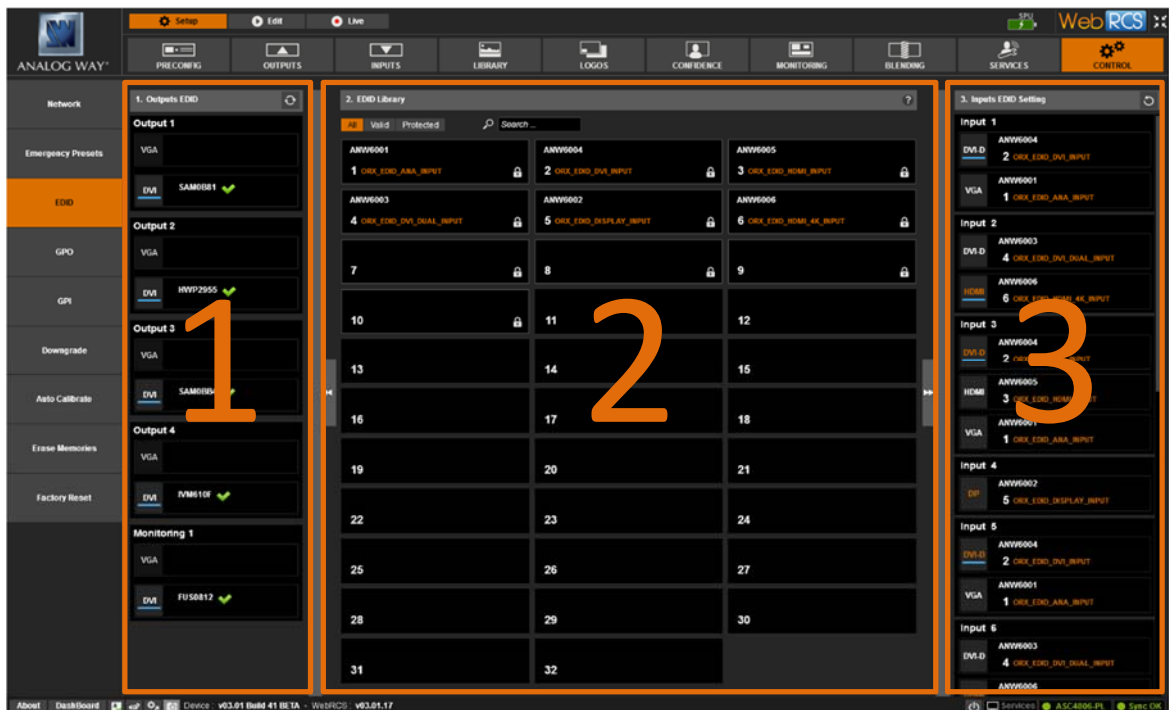 Setup Edit Live SPU WebRCS
ANALOG WAY®
PRECONFIG OUTPUTS INPUTS LIBRARY LOGOS CONFIDENCE MONITORING BLENDING SERVICES CONTROL
Network
Emergency Presets
EDID
GPO
GPI
Downgrade
Auto Calibrate
Erase Memories
Factory Reset
1. Outputs EDID
Output 1
VGA
DVI SAM0B81
Output 2
VGA
DVI HWP2955
Output 3
VGA
DVI
Output 4
VGA
DVI IVM610F
Monitoring 1
VGA
DVI FUS0812
1
2. EDID Library ?
All Valid Protected Search ...
ANW6001 ANW6004 ANW6005
1 ORX_EDID_ANA_INPUT 2 ORX_EDID_DVI_INPUT 3 ORX_EDID_HDMI_INPUT
ANW6003 ANW6002 ANW6006
4 ORX_EDID_DVI_DUAL_INPUT 5 ORX_EDID_DISPLAY_INPUT 6 ORX_EDID_HDMI_4K_INPUT
7 8 9
10 11 12
13 14 15
16 17 18
19 20 21
22 23 24
25 26 27
28 29 30
31 32
2
3. Inputs EDID Setting
Input 1
ANW6004
DVI-D 2 ORX_EDID_DVI_INPUT
ANW6001
VGA 1 ORX_EDID_ANA_INPUT
Input 2
ANW6003
DVI-D 4 ORX_EDID_DVI_DUAL_INPUT
ANW6006
HDMI 6 ORX_EDID_HDMI_4K_INPUT
Input 3
ANW6004
DVI-D 2
ANW6005
HDMI 3
ANW6001
VGA 1 ORX_EDID_ANA_INPUT
Input 4
ANW6002
DP 5 ORX_EDID_DISPLAY_INPUT
Input 5
ANW6004
DVI-D 2 ORX_EDID_DVI_INPUT
ANW6001
VGA 1 ORX_EDID_ANA_INPUT
Input 6
ANW6003
DVI-D 4 ORX_EDID_DVI_DUAL_INPUT
ANW6006
3
About DashBoard Device : v03.01 Build 41 BETA - WebRCS : v03.01.17 Services ASC4806-PL Sync OK